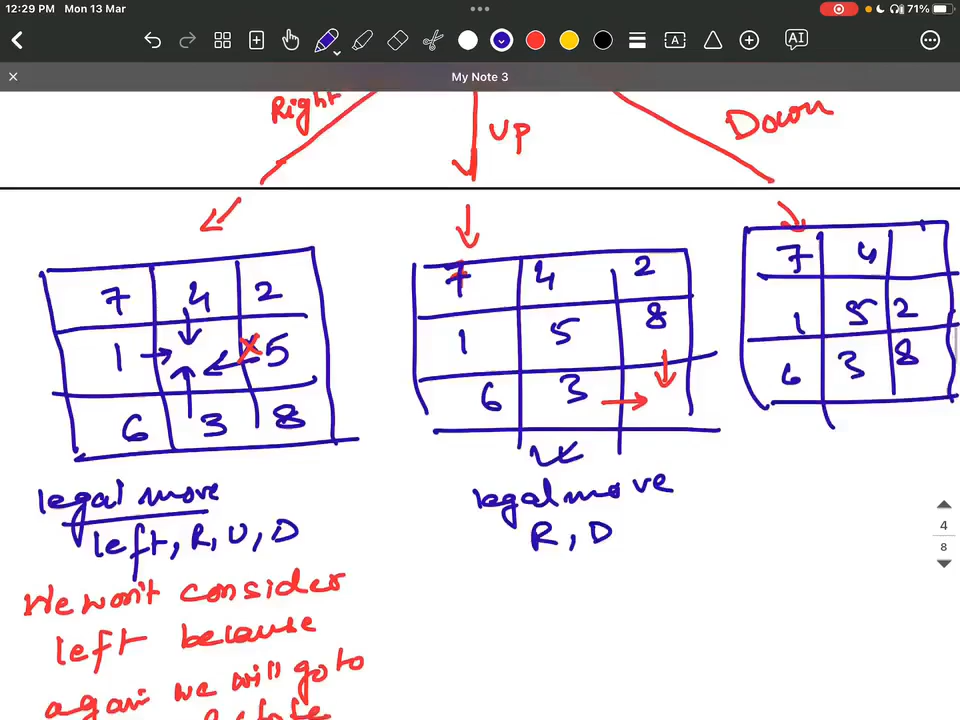 12:29 PM Mon 13 Mar
71%
A
AI
My Note 3
Right
UP
Down
7 4 2
1 5
6 3 8
7 4 2
1 5 8
6 3
7 4
1 5 2
6 3 8
legal move
left, R, U, D
legal move
R, D
We won't consider
left because
again we will go to
4
8